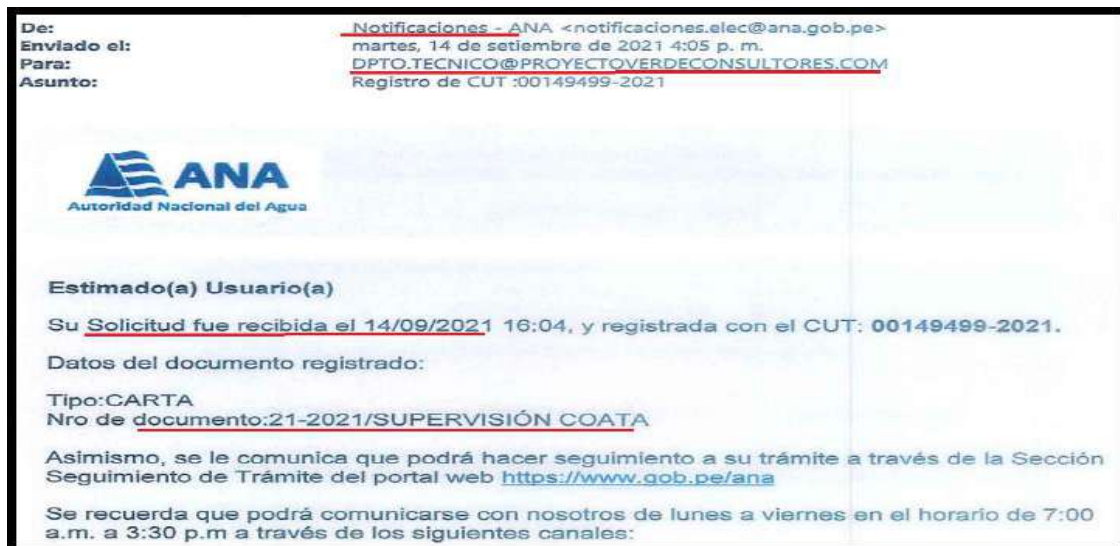 De: Notificaciones - ANA <notificaciones.elec@ana.gob.pe>
Enviado el: martes, 14 de setiembre de 2021 4:05 p. m.
Para: DPTO.TECNICO@PROYECTOVERDECONSULTORES.COM
Asunto: Registro de CUT :00149499-2021
ANA
Autoridad Nacional del Agua
Estimado(a) Usuario(a)
Su Solicitud fue recibida el 14/09/2021 16:04, y registrada con el CUT: 00149499-2021.
Datos del documento registrado:
Tipo:CARTA
Nro de documento:21-2021/SUPERVISIÓN COATA
Asimismo, se le comunica que podrá hacer seguimiento a su trámite a través de la Sección
Seguimiento de Trámite del portal web https://www.gob.pe/ana
Se recuerda que podrá comunicarse con nosotros de lunes a viernes en el horario de 7:00
a.m. a 3:30 p.m a través de los siguientes canales: